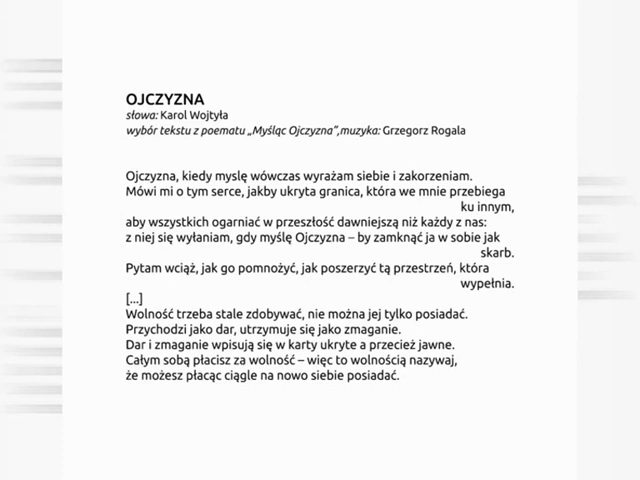 OJCZYZNA
słowa: Karol Wojtyła
wybór tekstu z poematu „Myśląc Ojczyzna”,muzyka: Grzegorz Rogala
Ojczyzna, kiedy myslę wówczas wyrażam siebie i zakorzeniam.
Mówi mi o tym serce, jakby ukryta granica, która we mnie przebiega
ku innym,
aby wszystkich ogarniać w przeszłość dawniejszą niż każdy z nas:
z niej się wyłaniam, gdy myślę Ojczyzna – by zamknąć ja w sobie jak
skarb.
Pytam wciąż, jak go pomnożyć, jak poszerzyć tą przestrzeń, która
wypełnia.
[...]
Wolność trzeba stale zdobywać, nie można jej tylko posiadać.
Przychodzi jako dar, utrzymuje się jako zmaganie.
Dar i zmaganie wpisują się w karty ukryte a przecież jawne.
Całym sobą płacisz za wolność – więc to wolnością nazywaj,
że możesz płacąc ciągle na nowo siebie posiadać.